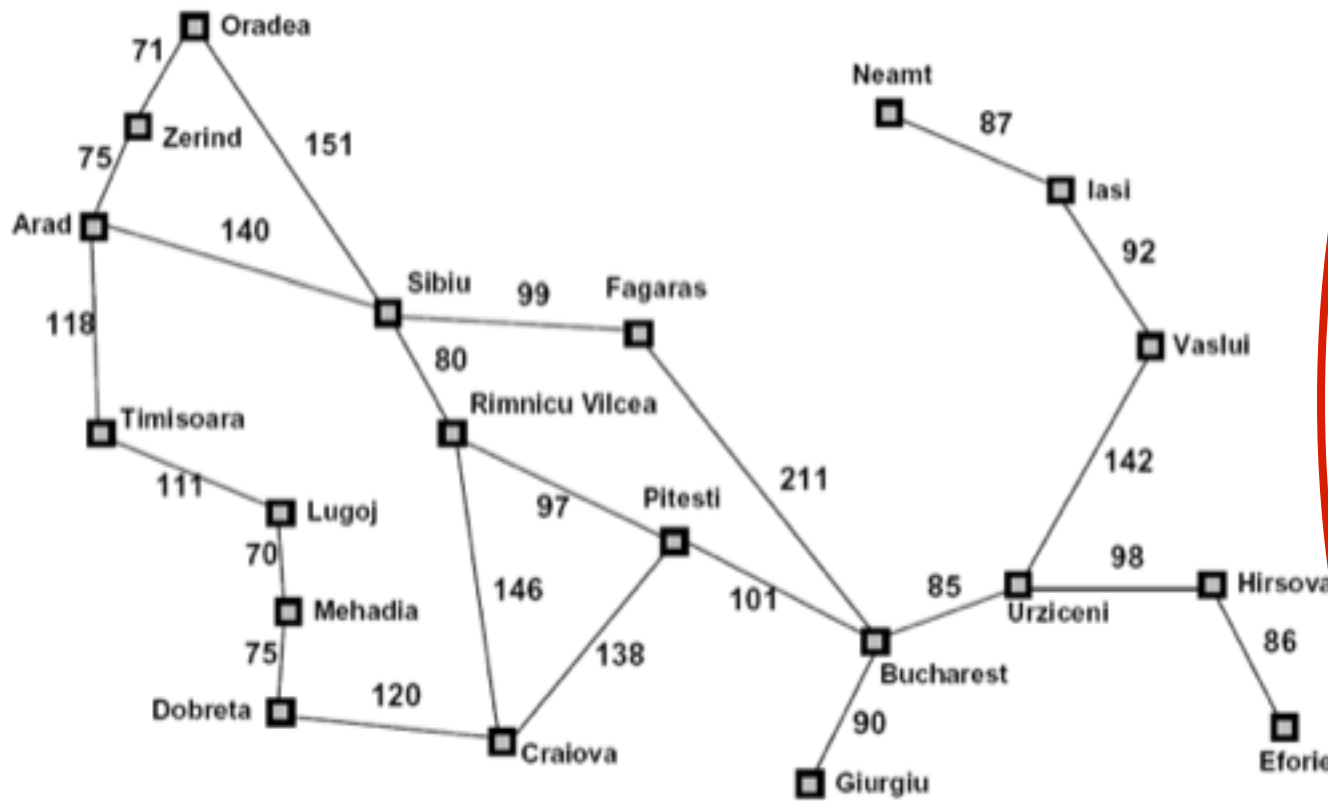 Oradea
71
Neamt
87
Zerind
151
75
Iasi
Arad
140
92
Sibiu
Fagaras
99
118
Vaslui
80
Rimnicu Vilcea
Timisoara
142
211
111
Pitesti
Lugoj
97
70
98
Hirsova
146
85
101
Mehadia
Urziceni
86
75
138
Bucharest
120
Dobreta
90
Craiova
Eforie
Giurgiu